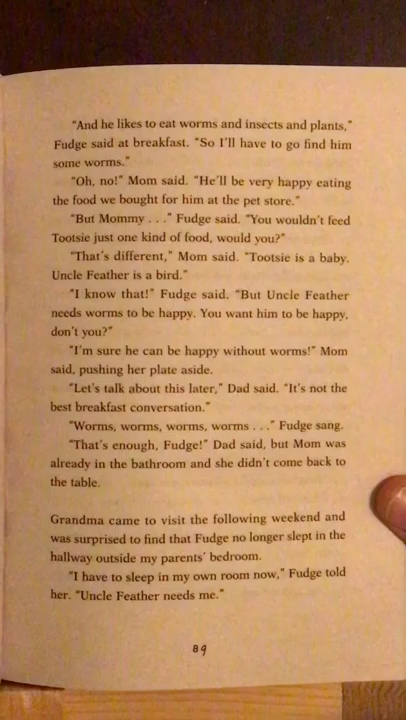 "And he likes to eat worms and insects and plants,"
Fudge said at breakfast. "So I'll have to go find him
some worms."
"Oh, no!" Mom said. "He'll be very happy eating
the food we bought for him at the pet store."
"But Mommy . . ." Fudge said. "You wouldn't feed
Tootsie just one kind of food, would you?"
"That's different," Mom said. "Tootsie is a baby.
Uncle Feather is a bird."
"I know that!" Fudge said. "But Uncle Feather
needs worms to be happy. You want him to be happy,
don't you?"
"I'm sure he can be happy without worms!" Mom
said, pushing her plate aside.
"Let's talk about this later," Dad said. "It's not the
best breakfast conversation."
"Worms, worms, worms, worms . . ." Fudge sang.
"That's enough, Fudge!" Dad said, but Mom was
already in the bathroom and she didn't come back to
the table.
Grandma came to visit the following weekend and
was surprised to find that Fudge no longer slept in the
hallway outside my parents' bedroom.
"I have to sleep in my own room now," Fudge told
her. "Uncle Feather needs me."
89